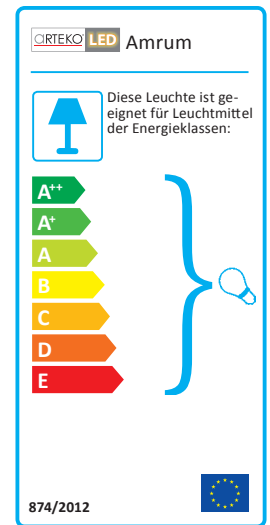 ARTEKO LED Amrum
Diese Leuchte ist ge-
eignet für Leuchtmittel
der Energieklassen:
A++
A+
A
B
C
D
E
874/2012